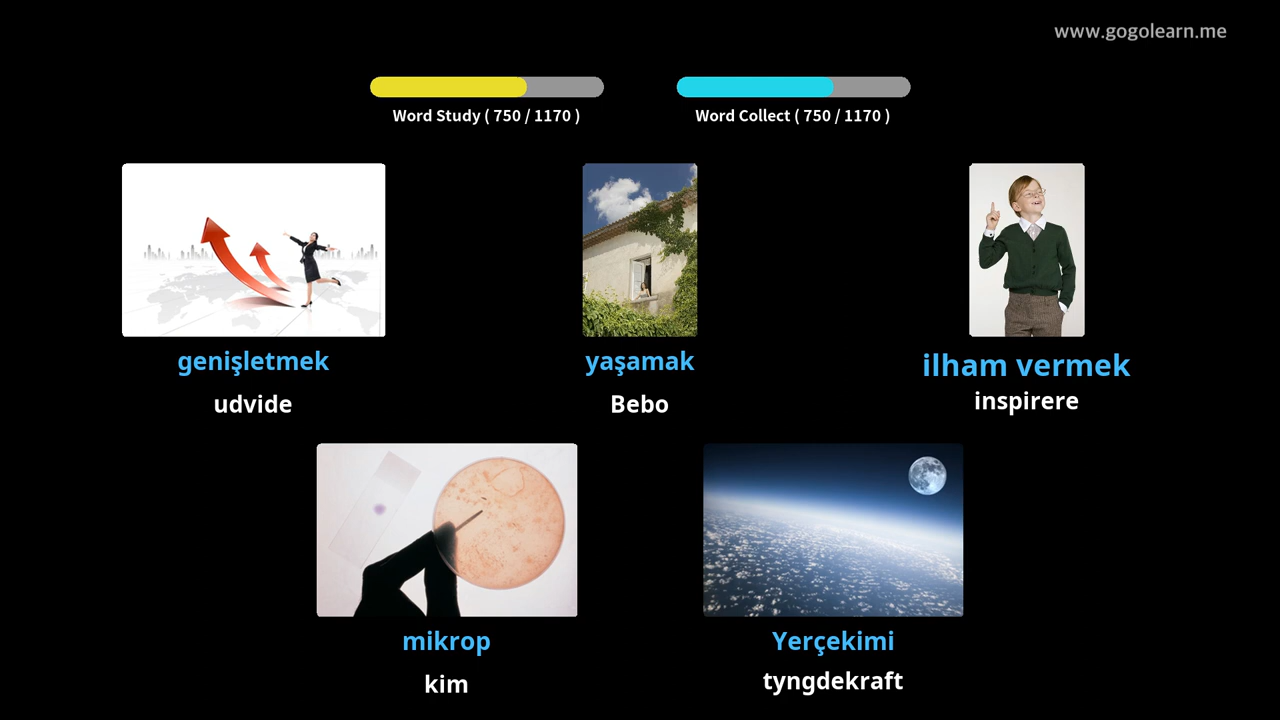 www.gogolearn.me
Word Study ( 750 / 1170 )
Word Collect ( 750 / 1170 )
genişletmek
udvide
yaşamak
Bebo
ilham vermek
inspirere
mikrop
kim
Yerçekimi
tyngdekraft